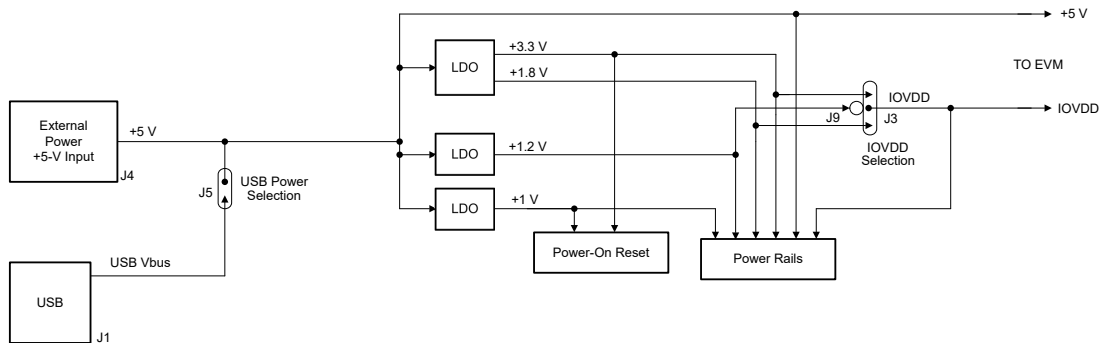 +5 V
+3.3 V
LDO
+1.8 V
TO EVM
IOVDD
IOVDD
J9
J3
External
Power
+5-V Input
+5 V
J4
IOVDD
Selection
LDO
+1.2 V
USB Power
Selection
J5
LDO
+1 V
Power-On Reset
Power Rails
USB Vbus
USB
J1